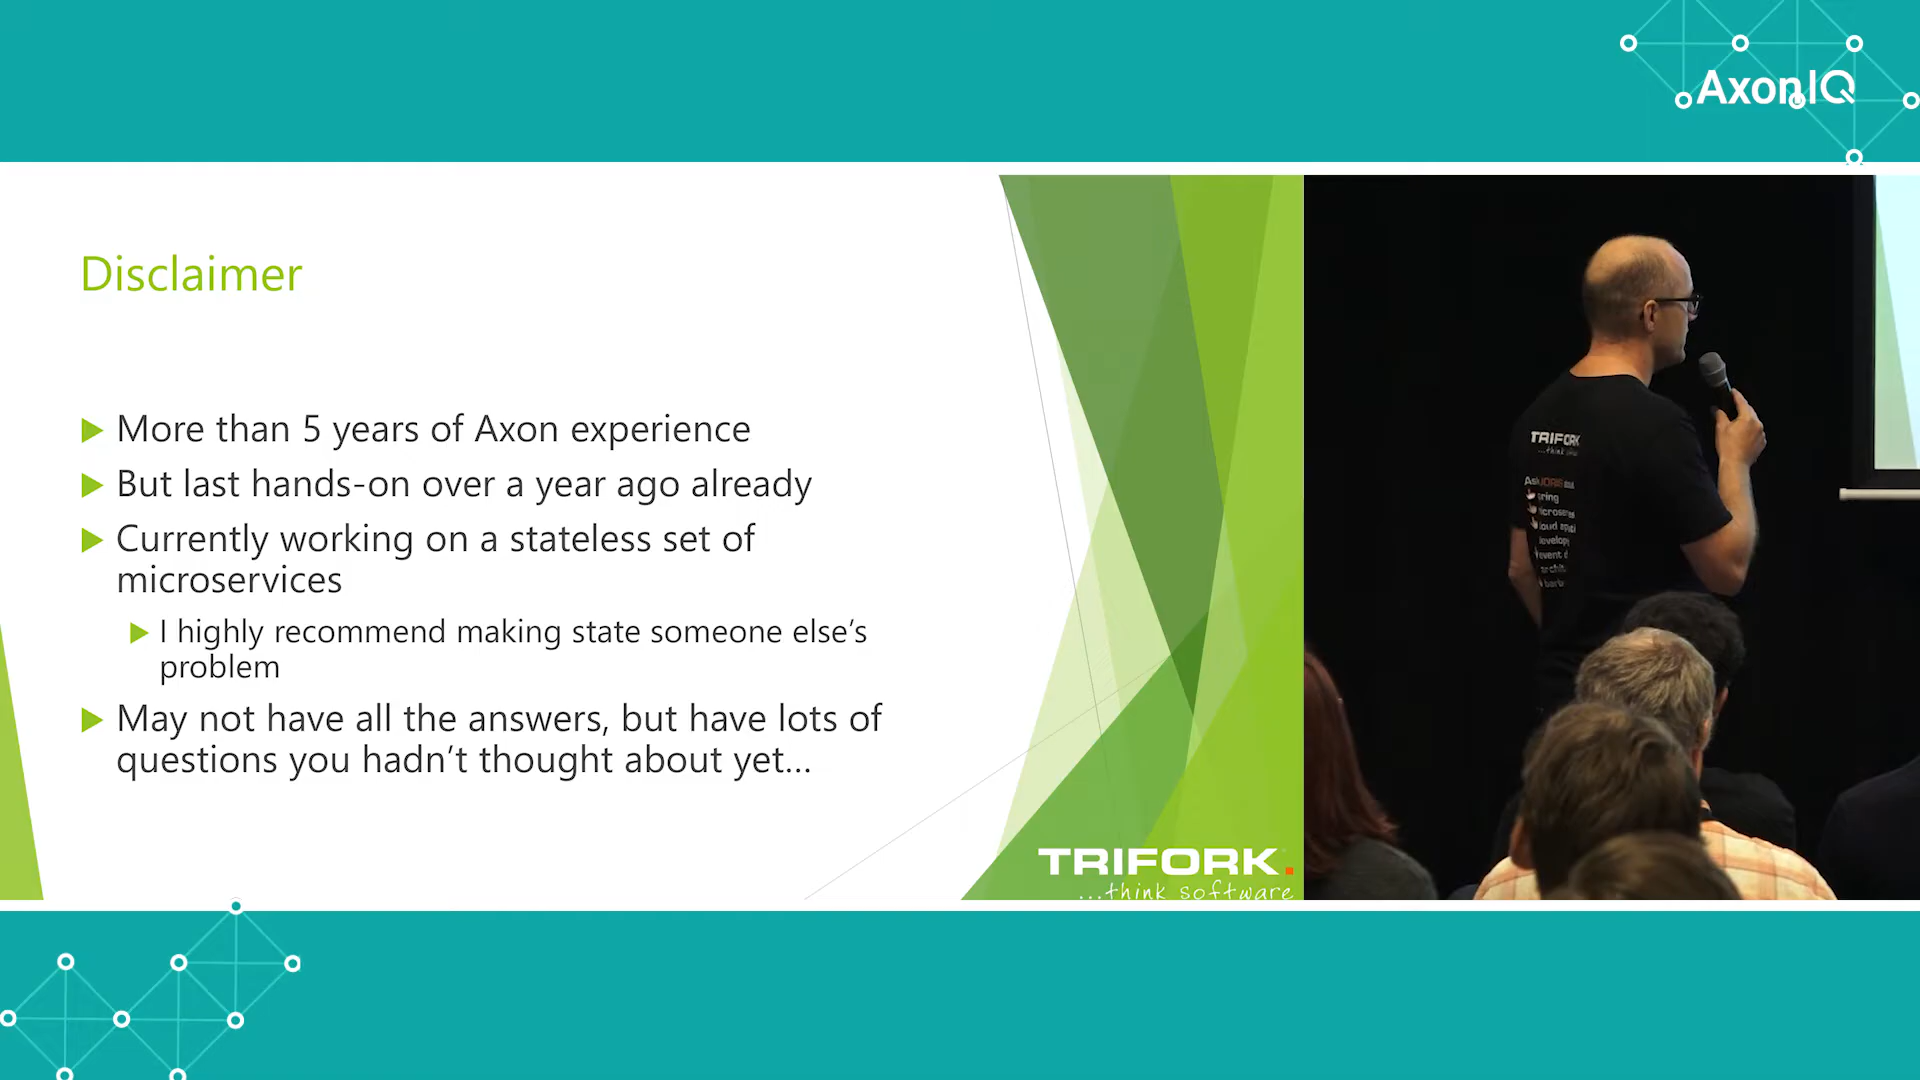 AxonIQ
Disclaimer
More than 5 years of Axon experience
But last hands-on over a year ago already
Currently working on a stateless set of
microservices
I highly recommend making state someone else's
problem
May not have all the answers, but have lots of
questions you hadn't thought about yet...
TRIFORK.
...think software
TRIFORK
...think